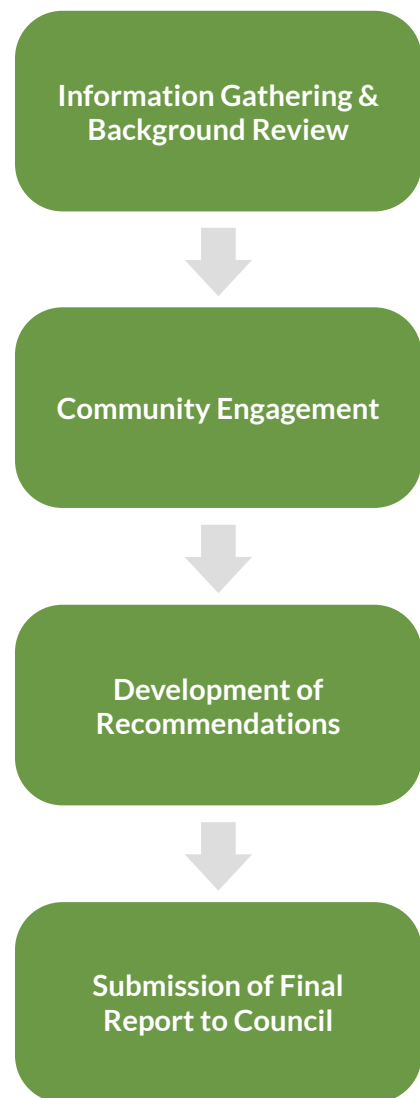 Information Gathering &
Background Review
Community Engagement
Development of
Recommendations
Submission of Final
Report to Council